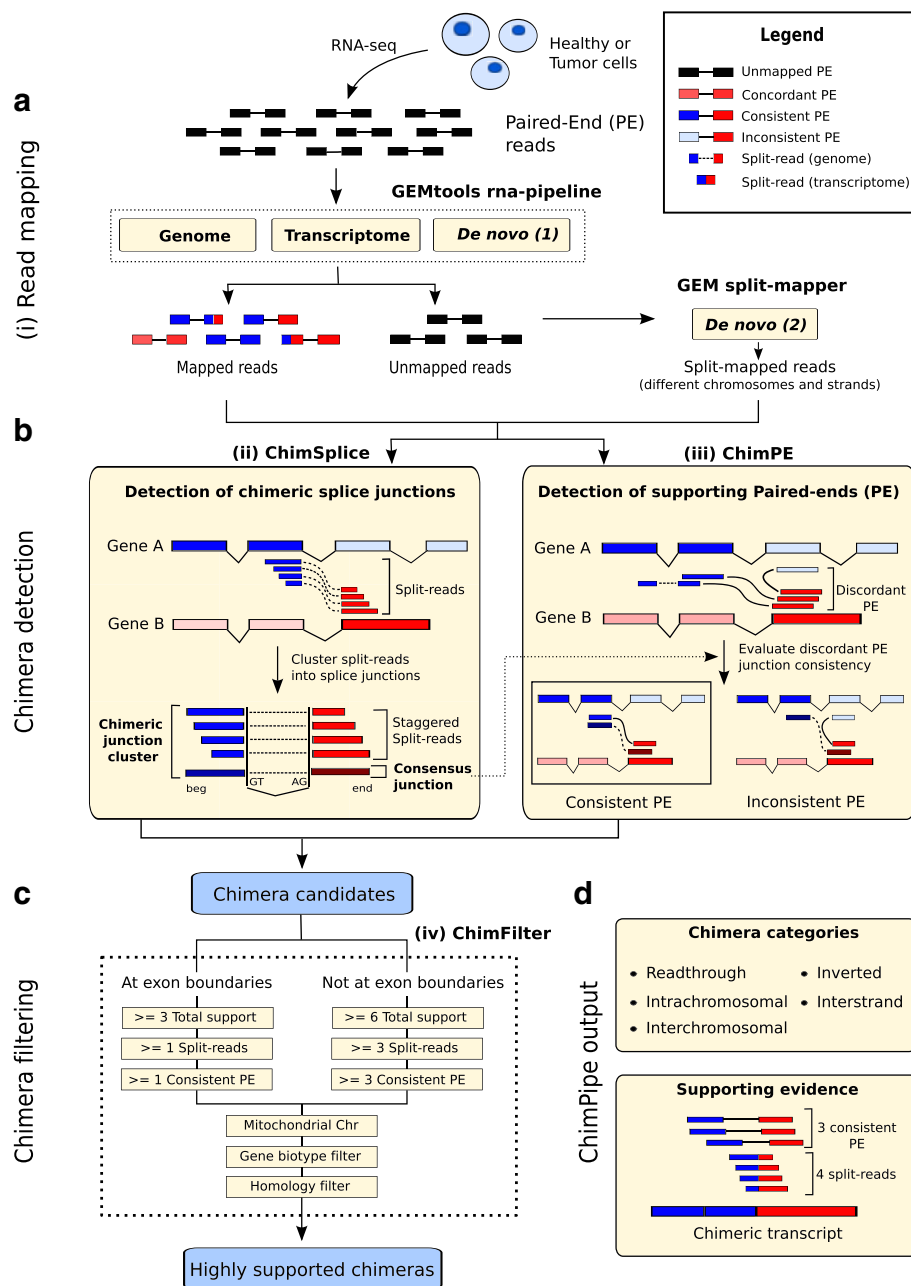 a
RNA-seq
Healthy or
Tumor cells
Paired-End (PE)
reads
Legend
Unmapped PE
Concordant PE
Consistent PE
Inconsistent PE
Split-read (genome)
Split-read (transcriptome)
(i) Read mapping
GEMtools rna-pipeline
Genome
Transcriptome
De novo (1)
Mapped reads
Unmapped reads
GEM split-mapper
De novo (2)
Split-mapped reads
(different chromosomes and strands)
b
Chimera detection
(ii) ChimSplice
Detection of chimeric splice junctions
Gene A
Split-reads
Gene B
Cluster split-reads
into splice junctions
Chimeric
junction
cluster
Staggered
Split-reads
Consensus
junction
GT
AG
beg
end
(iii) ChimPE
Detection of supporting Paired-ends (PE)
Gene A
Discordant
PE
Gene B
Evaluate discordant PE
junction consistency
Consistent PE
Inconsistent PE
c
Chimera filtering
Chimera candidates
(iv) ChimFilter
At exon boundaries
Not at exon boundaries
>= 3 Total support
>= 6 Total support
>= 1 Split-reads
>= 3 Split-reads
>= 1 Consistent PE
>= 3 Consistent PE
Mitochondrial Chr
Gene biotype filter
Homology filter
Highly supported chimeras
d
ChimPipe output
Chimera categories
• Readthrough
• Inverted
• Intrachromosomal
• Interstrand
• Interchromosomal
Supporting evidence
3 consistent
PE
4 split-reads
Chimeric transcript